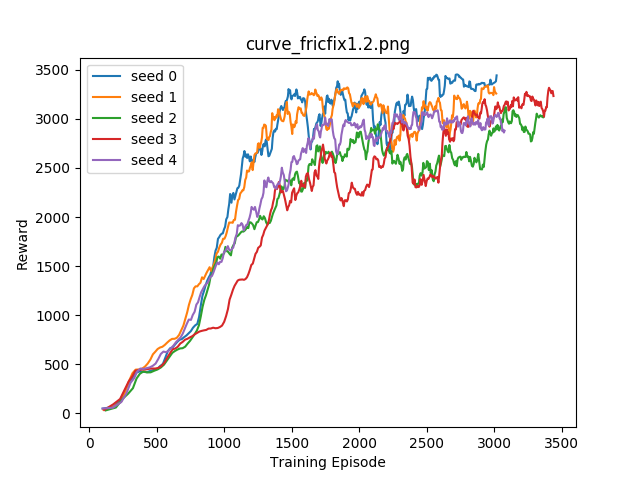 curve_fricfix1.2.png
seed 0
seed 1
seed 2
seed 3
seed 4
Reward
3500
3000
2500
2000
1500
1000
500
0
0 500 1000 1500 2000 2500 3000 3500
Training Episode